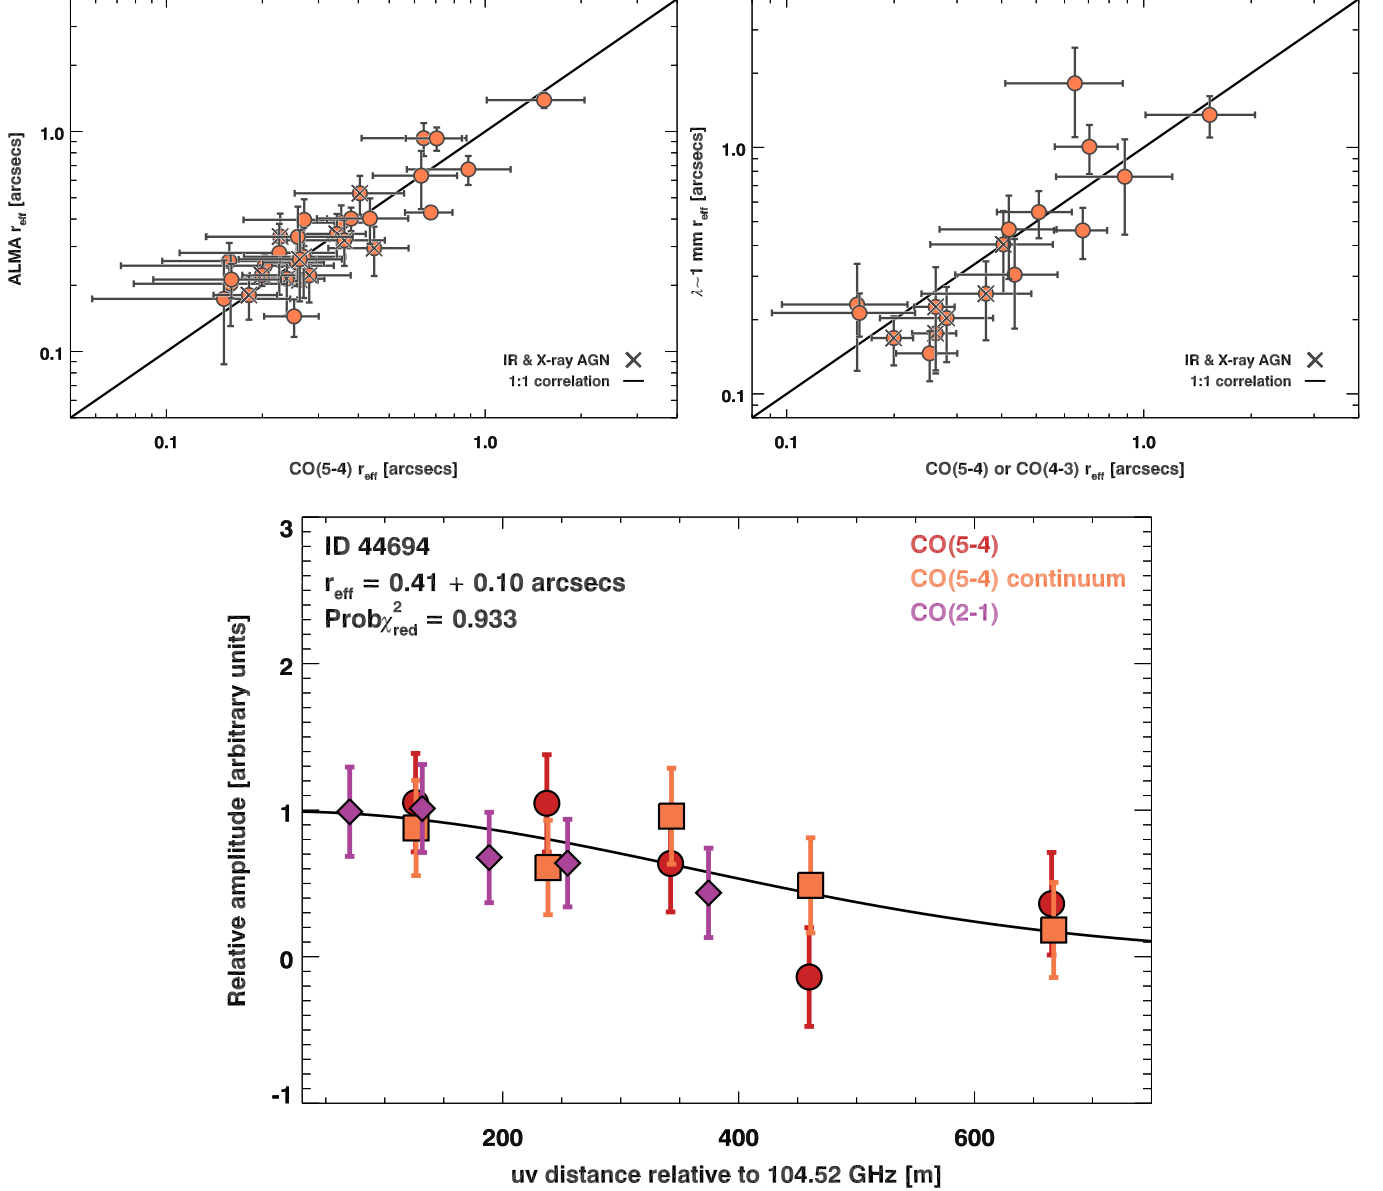 ALMA r_eff [arcsecs]
1.0
0.1
IR & X-ray AGN
1:1 correlation
0.1 1.0
CO(5-4) r_eff [arcsecs]
λ~1 mm r_eff [arcsecs]
1.0
0.1
IR & X-ray AGN
1:1 correlation
0.1 1.0
CO(5-4) or CO(4-3) r_eff [arcsecs]
Relative amplitude [arbitrary units]
3
2
1
0
-1
ID 44694
r_eff = 0.41 + 0.10 arcsecs
Probχ²_red = 0.933
CO(5-4)
CO(5-4) continuum
CO(2-1)
200 400 600
uv distance relative to 104.52 GHz [m]